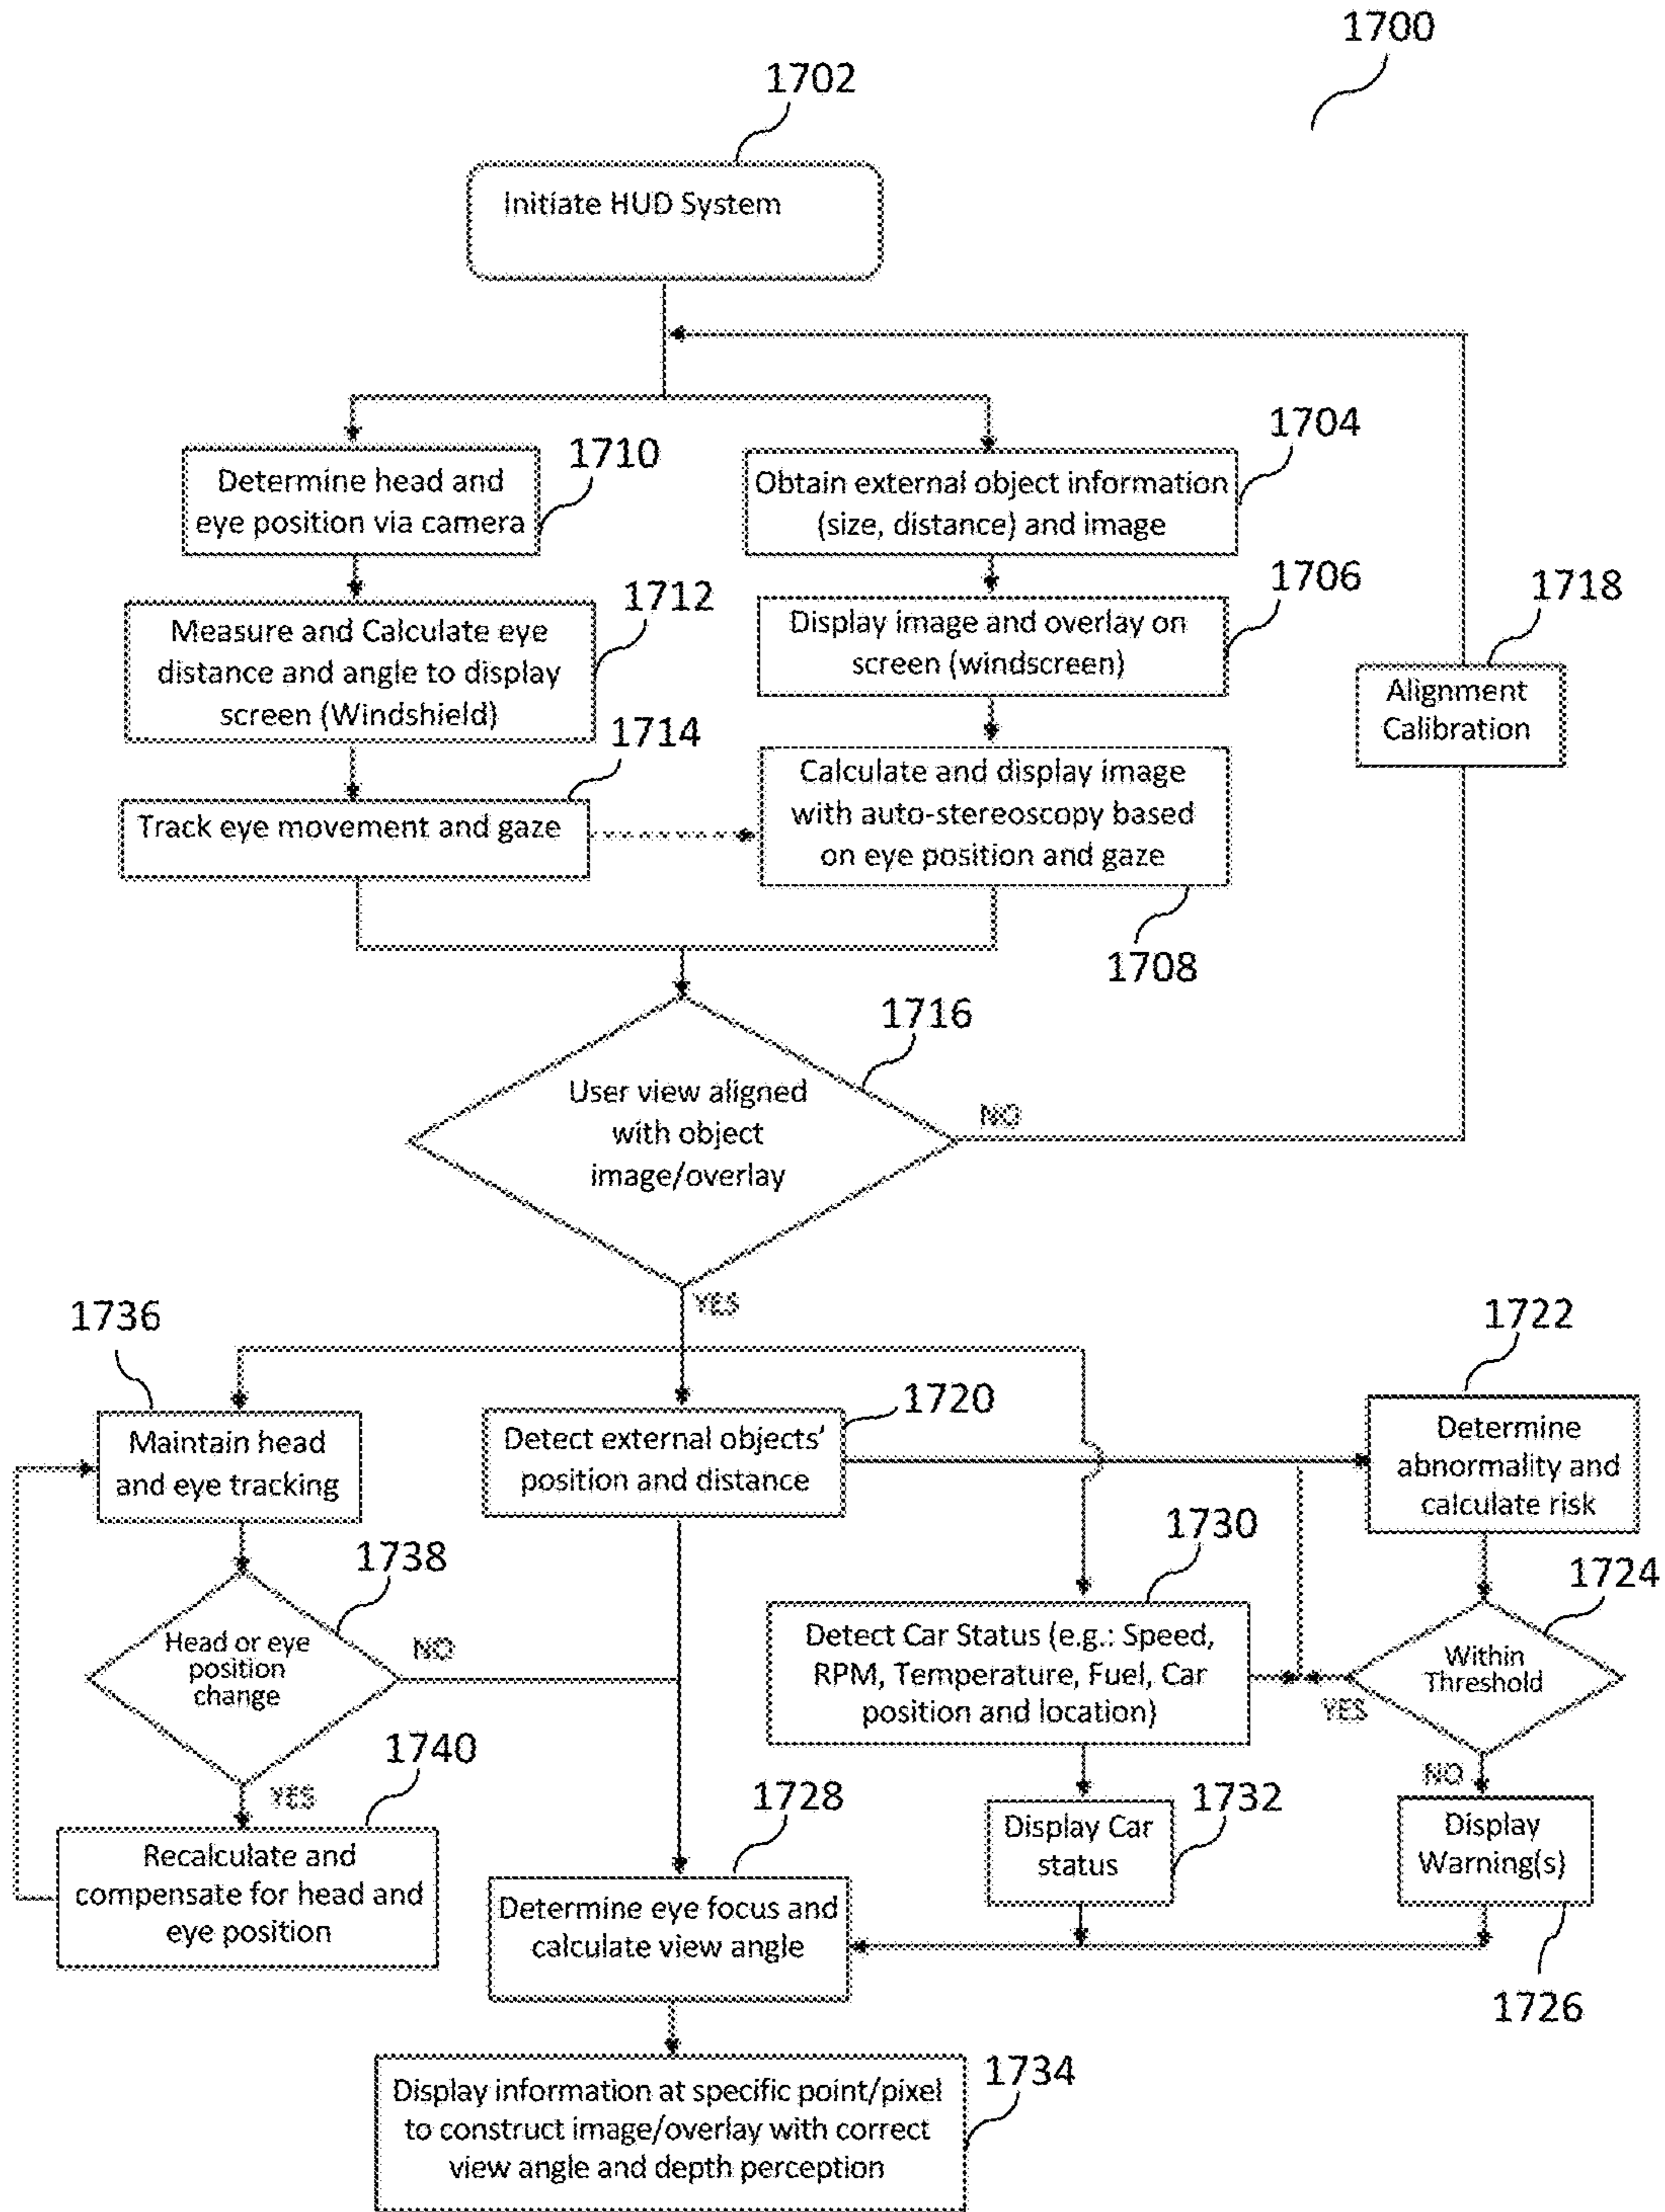 1700
1702
Initiate HUD System
1710
Determine head and
eye position via camera
1704
Obtain external object information
(size, distance) and image
1712
Measure and Calculate eye
distance and angle to display
screen (Windshield)
1706
Display image and overlay on
screen (windscreen)
1718
Alignment
Calibration
1714
Track eye movement and gaze
Calculate and display image
with auto-stereoscopy based
on eye position and gaze
1708
1716
User view aligned
with object
image/overlay
NO
YES
1736
Maintain head
and eye tracking
1720
Detect external objects'
position and distance
1722
Determine
abnormality and
calculate risk
1738
Head or eye
position
change
NO
YES
1730
Detect Car Status (e.g.: Speed,
RPM, Temperature, Fuel, Car
position and location)
1724
Within
Threshold
YES
NO
1740
Recalculate and
compensate for head and
eye position
1728
Determine eye focus and
calculate view angle
1732
Display Car
status
Display
Warning(s)
1726
1734
Display information at specific point/pixel
to construct image/overlay with correct
view angle and depth perception